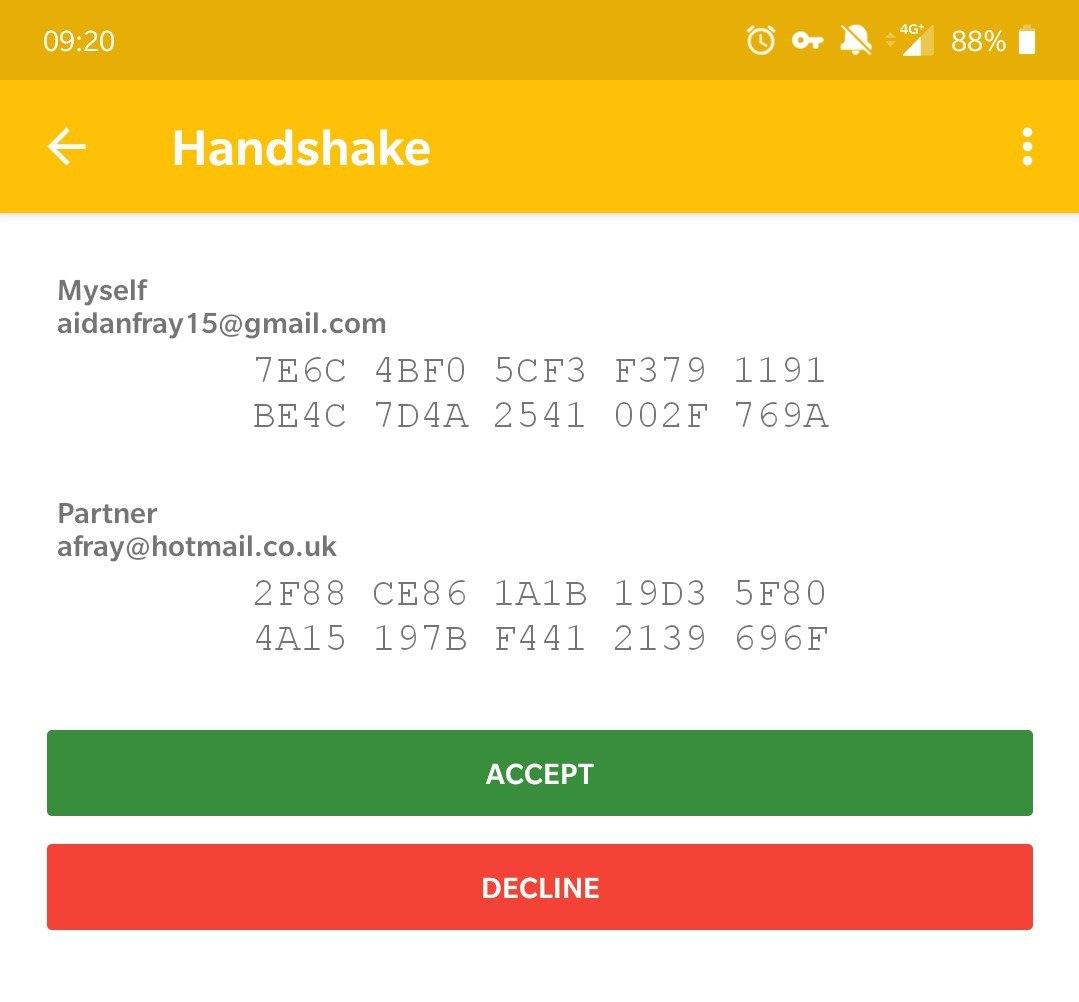 09:20 4G+ 88%
Handshake
Myself
aidanfray15@gmail.com
7E6C 4BF0 5CF3 F379 1191
BE4C 7D4A 2541 002F 769A
Partner
afray@hotmail.co.uk
2F88 CE86 1A1B 19D3 5F80
4A15 197B F441 2139 696F
ACCEPT
DECLINE